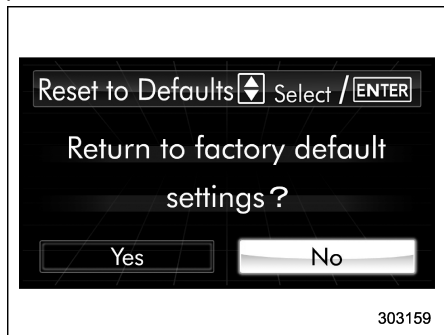 Reset to Defaults Select / ENTER
Return to factory default
settings?
Yes No
303159